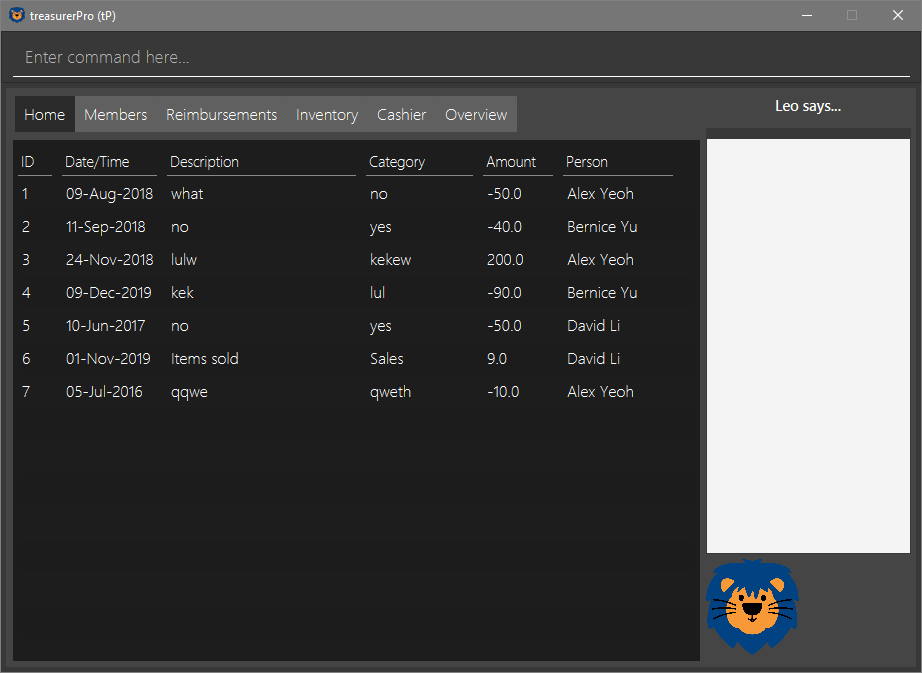 treasurerPro (tP)
Enter command here...
Home Members Reimbursements Inventory Cashier Overview
Leo says...
ID Date/Time Description Category Amount Person
1 09-Aug-2018 what no -50.0 Alex Yeoh
2 11-Sep-2018 no yes -40.0 Bernice Yu
3 24-Nov-2018 lulw kekew 200.0 Alex Yeoh
4 09-Dec-2019 kek lul -90.0 Bernice Yu
5 10-Jun-2017 no yes -50.0 David Li
6 01-Nov-2019 Items sold Sales 9.0 David Li
7 05-Jul-2016 qqwe qweth -10.0 Alex Yeoh